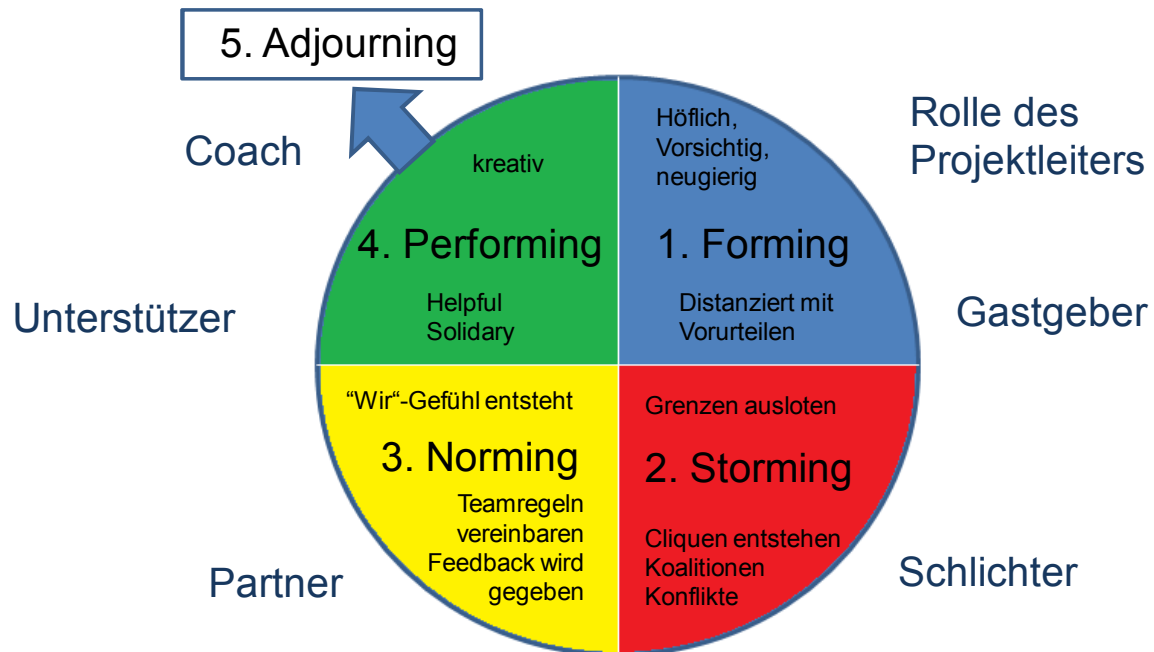 5. Adjourning
Coach
Rolle des
Projektleiters
Höflich,
Vorsichtig,
neugierig
kreativ
4. Performing
1. Forming
Helpful
Solidary
Distanziert mit
Vorurteilen
Unterstützer
Gastgeber
“Wir“-Gefühl entsteht
Grenzen ausloten
3. Norming
2. Storming
Teamregeln
vereinbaren
Feedback wird
gegeben
Cliquen entstehen
Koalitionen
Konflikte
Partner
Schlichter